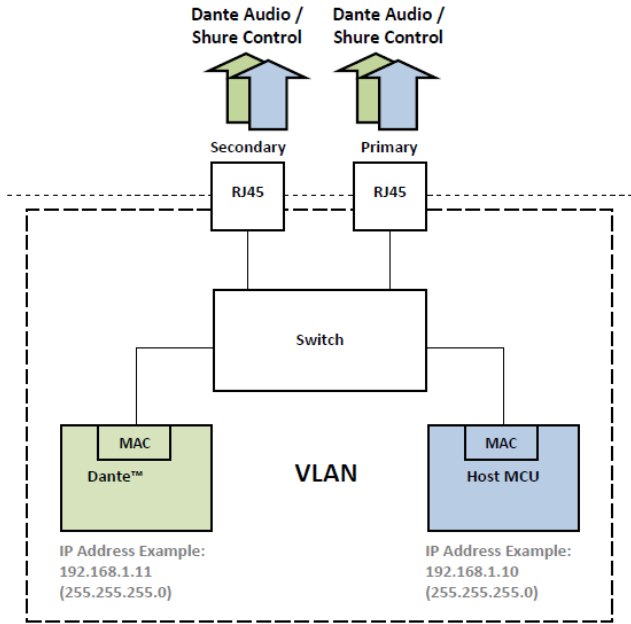 Dante Audio /
Shure Control
Dante Audio /
Shure Control
Secondary
Primary
RJ45
RJ45
Switch
MAC
Dante™
VLAN
MAC
Host MCU
IP Address Example:
192.168.1.11
(255.255.255.0)
IP Address Example:
192.168.1.10
(255.255.255.0)